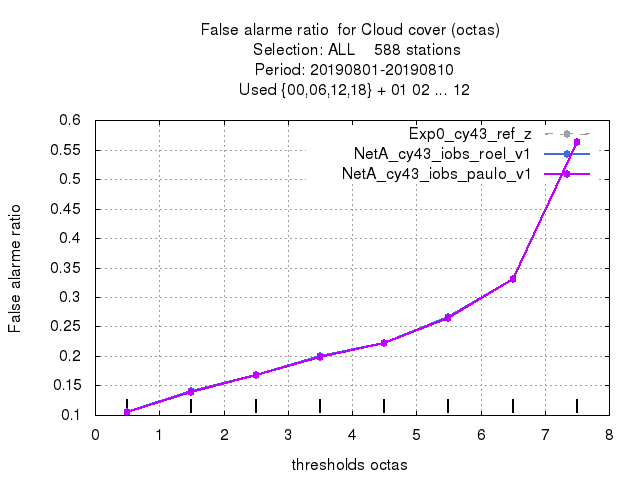 False alarme ratio  for Cloud cover (octas)
Selection: ALL    588 stations
Period: 20190801-20190810
Used {00,06,12,18} + 01 02 ... 12
Exp0_cy43_ref_z
NetA_cy43_iobs_roel_v1
NetA_cy43_iobs_paulo_v1
False alarme ratio
0.6
0.55
0.5
0.45
0.4
0.35
0.3
0.25
0.2
0.15
0.1
0 1 2 3 4 5 6 7 8
thresholds octas